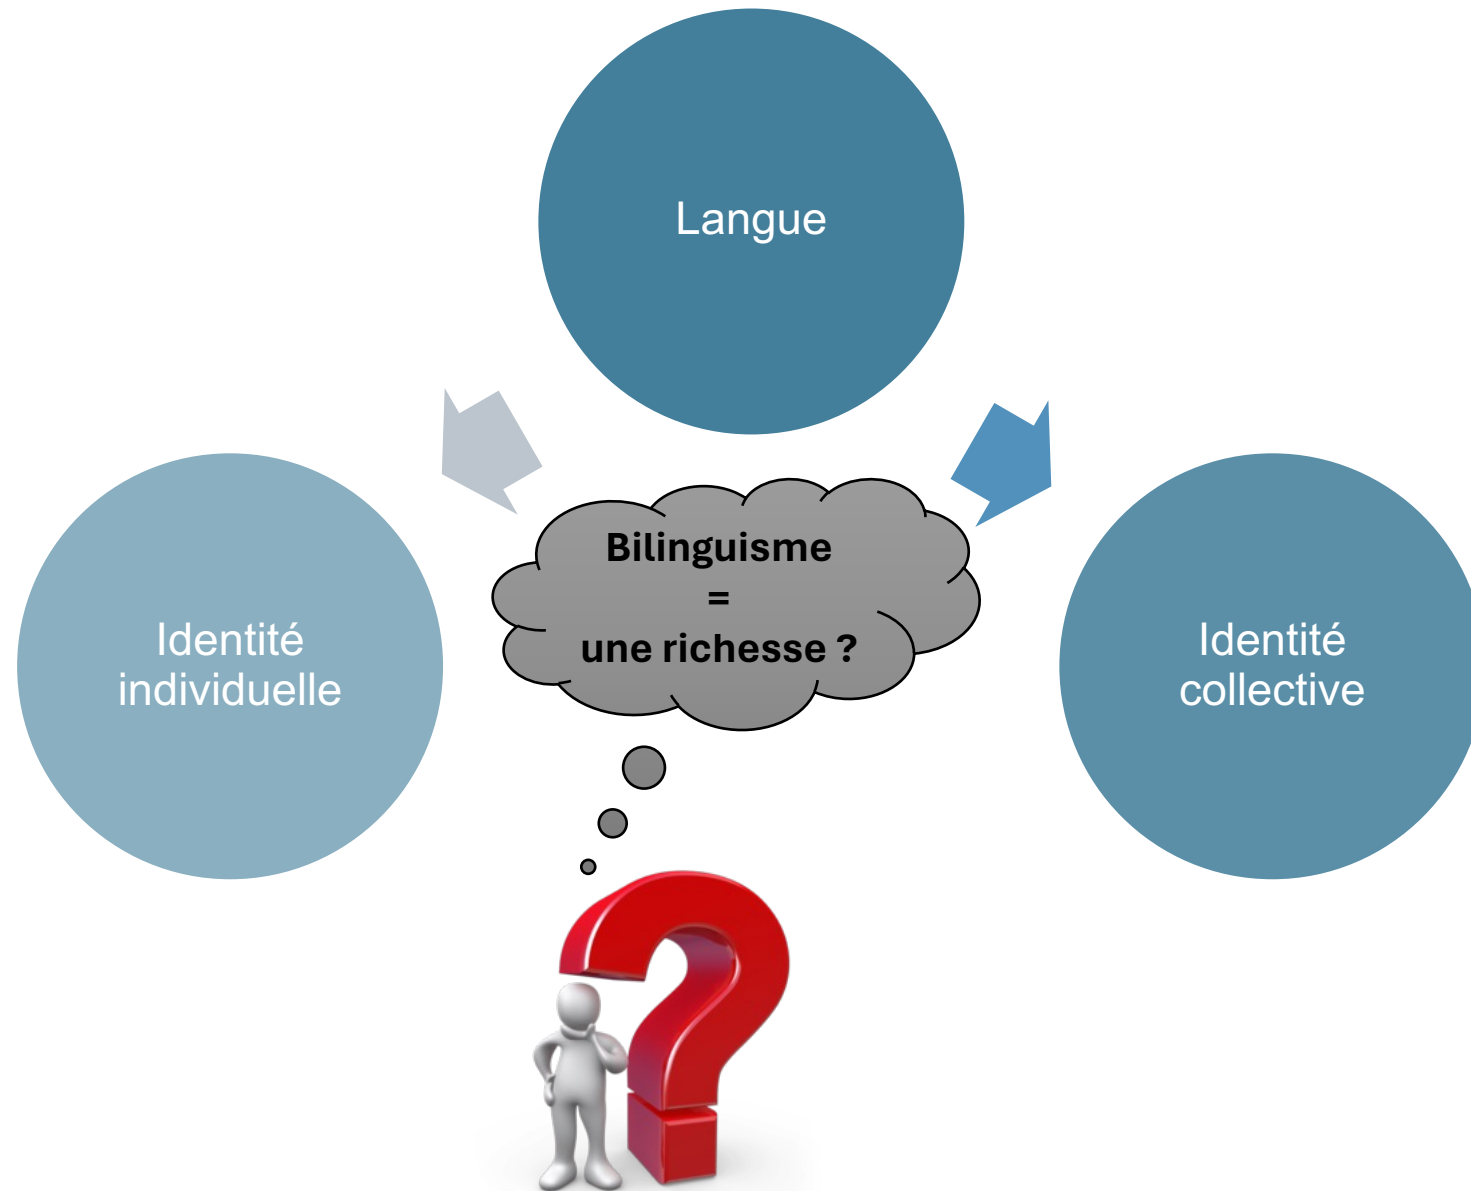 Langue
Bilinguisme
=
une richesse ?
Identité
individuelle
Identité
collective